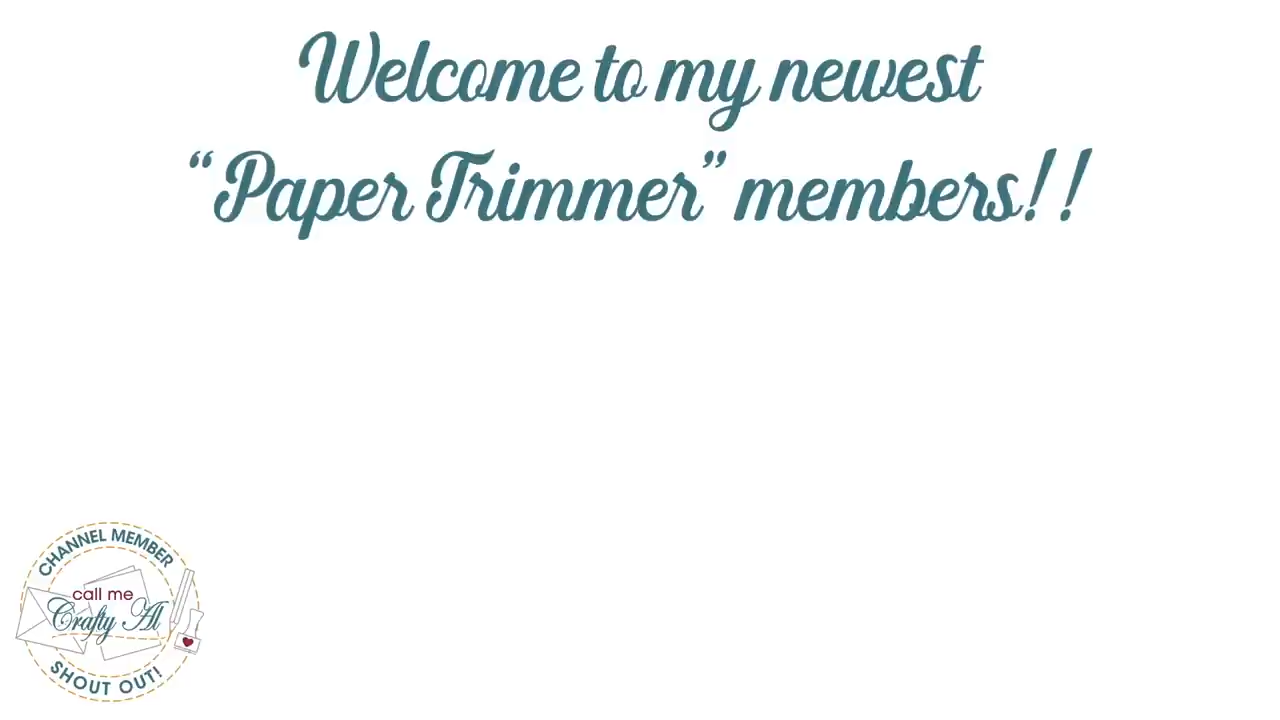 Welcome to my newest
“Paper Trimmer” members!!
CHANNEL MEMBER
call me
Crafty Al
SHOUT OUT!